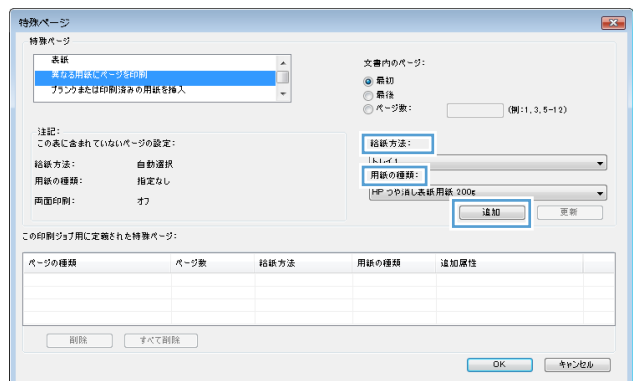 特殊ページ
特殊ページ
表紙
異なる用紙にページを印刷
ブランクまたは印刷済みの用紙を挿入
文書内のページ:
最初
最後
ページ数:
(例:1,3,5-12)
注記:
この表に含まれていないページの設定:
給紙方法: 自動選択
用紙の種類: 指定なし
両面印刷: オフ
給紙方法:
トレイ1
用紙の種類:
HP つや消し表紙用紙 200g
追加 更新
この印刷ジョブ用に定義された特殊ページ:
ページの種類 ページ数 給紙方法 用紙の種類 追加属性
削除 すべて削除
OK キャンセル